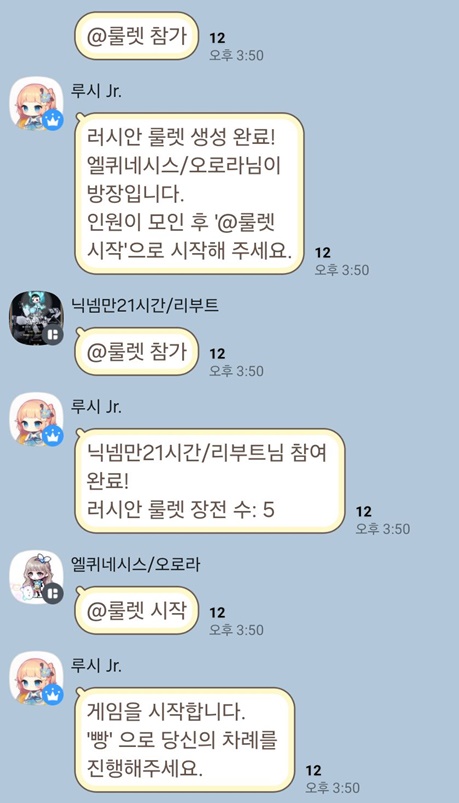 @룰렛 참가
12
오후 3:50
루시 Jr.
러시안 룰렛 생성 완료!
엘퀴네시스/오로라님이
방장입니다.
인원이 모인 후 '@룰렛
시작'으로 시작해 주세요.
12
오후 3:50
닉넴만21시간/리부트
@룰렛 참가
12
오후 3:50
루시 Jr.
닉넴만21시간/리부트님 참여
완료!
러시안 룰렛 장전 수: 5
12
오후 3:50
엘퀴네시스/오로라
@룰렛 시작
12
오후 3:50
루시 Jr.
게임을 시작합니다.
'빵' 으로 당신의 차례를
진행해주세요.
12
오후 3:50